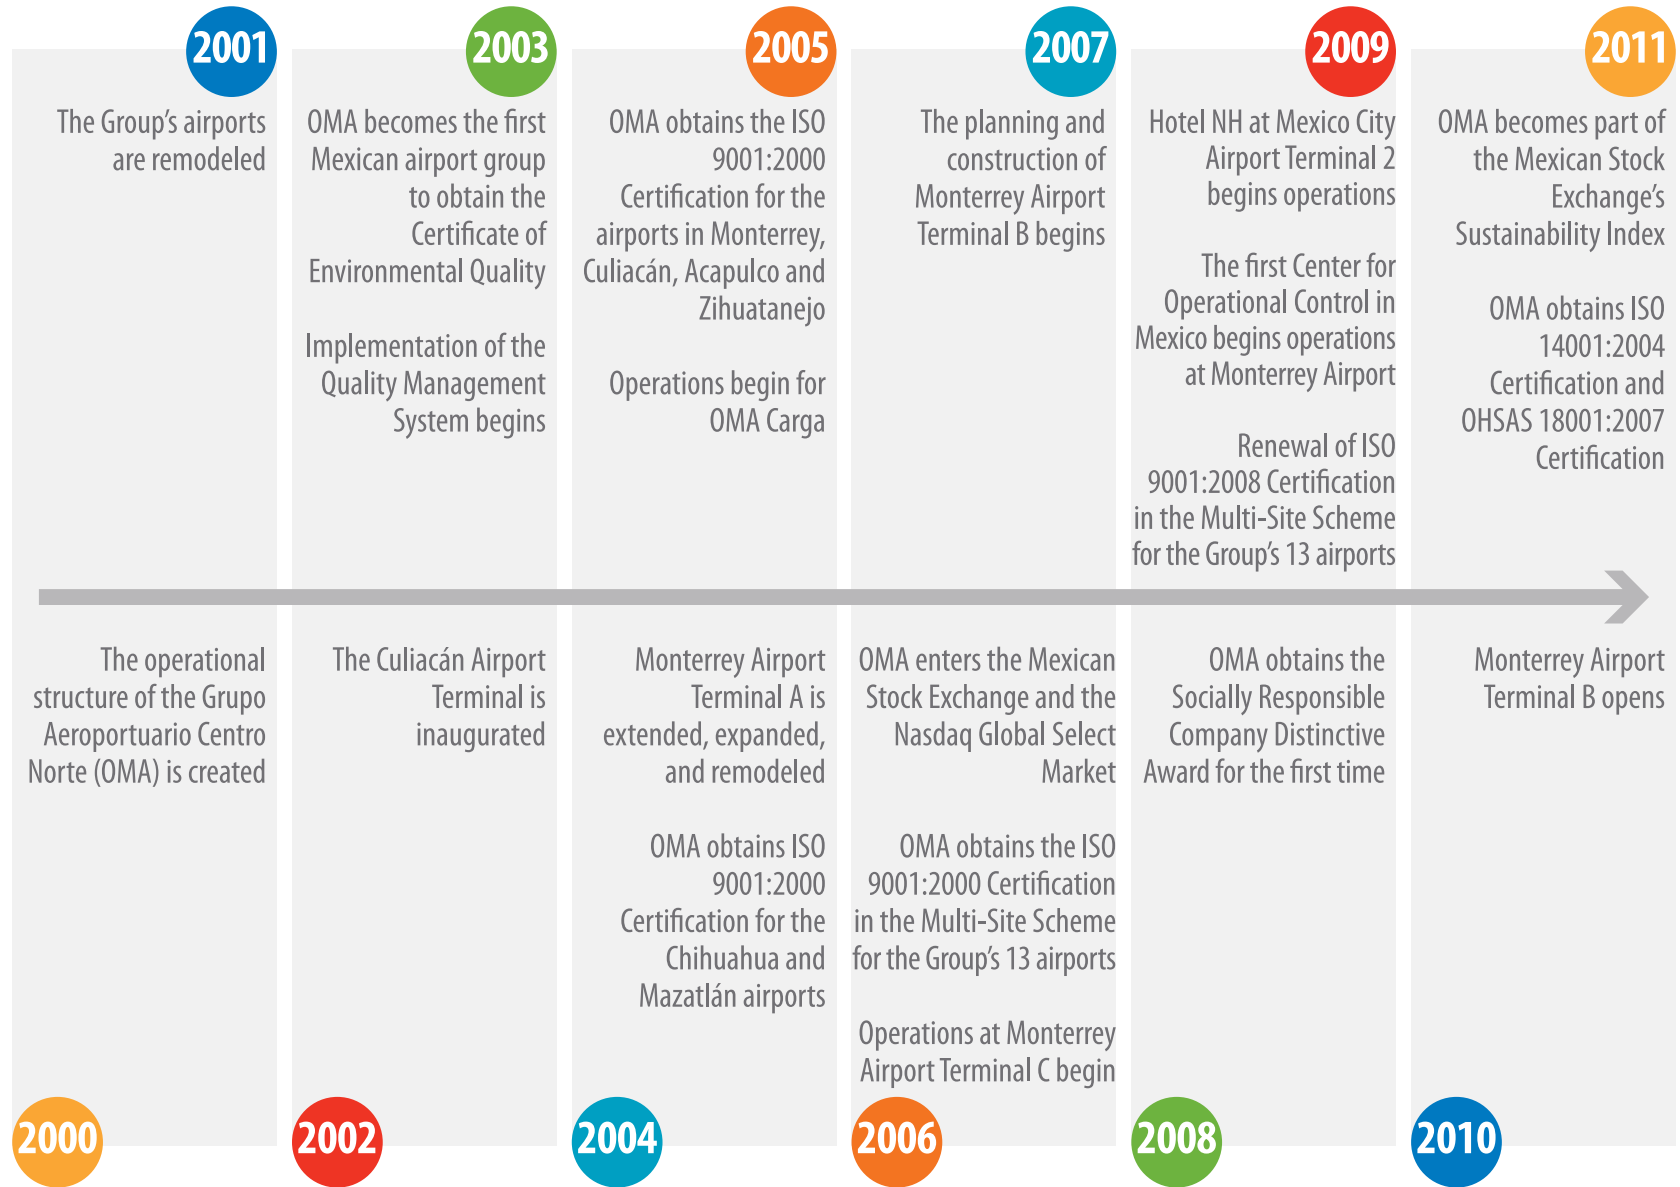 2001
The Group's airports
are remodeled
2003
OMA becomes the first
Mexican airport group
to obtain the
Certificate of
Environmental Quality
Implementation of the
Quality Management
System begins
2005
OMA obtains the ISO
9001:2000
Certification for the
airports in Monterrey,
Culiacán, Acapulco and
Zihuatanejo
Operations begin for
OMA Carga
2007
The planning and
construction of
Monterrey Airport
Terminal B begins
2009
Hotel NH at Mexico City
Airport Terminal 2
begins operations
The first Center for
Operational Control in
Mexico begins operations
at Monterrey Airport
Renewal of ISO
9001:2008 Certification
in the Multi-Site Scheme
for the Group's 13 airports
2011
OMA becomes part of
the Mexican Stock
Exchange's
Sustainability Index
OMA obtains ISO
14001:2004
Certification and
OHSAS 18001:2007
Certification
The operational
structure of the Grupo
Aeroportuario Centro
Norte (OMA) is created
2000
The Culiacán Airport
Terminal is
inaugurated
2002
Monterrey Airport
Terminal A is
extended, expanded,
and remodeled
OMA obtains ISO
9001:2000
Certification for the
Chihuahua and
Mazatlán airports
2004
OMA enters the Mexican
Stock Exchange and the
Nasdaq Global Select
Market
OMA obtains the ISO
9001:2000 Certification
in the Multi-Site Scheme
for the Group's 13 airports
Operations at Monterrey
Airport Terminal C begin
2006
OMA obtains the
Socially Responsible
Company Distinctive
Award for the first time
2008
Monterrey Airport
Terminal B opens
2010